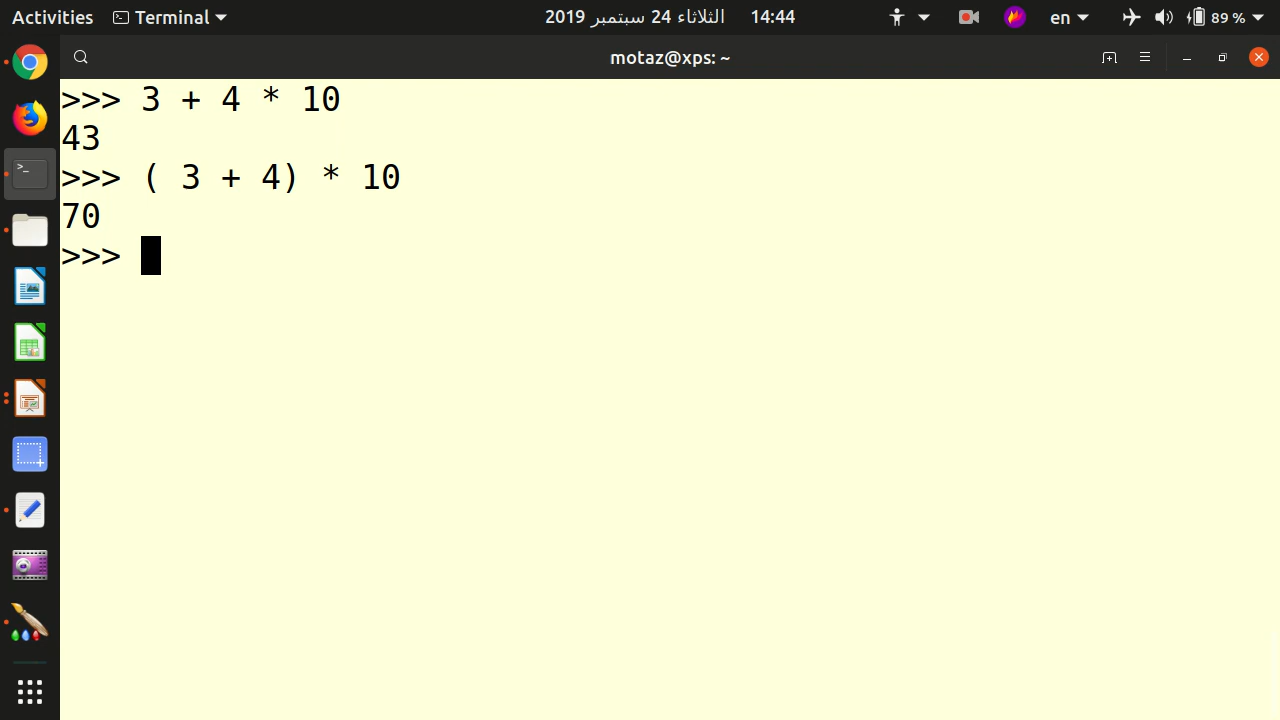 Activities Terminal 2019 الثلاثاء 24 سبتمبر 14:44 en 89 %
motaz@xps: ~
>>> 3 + 4 * 10
43
>>> ( 3 + 4) * 10
70
>>>